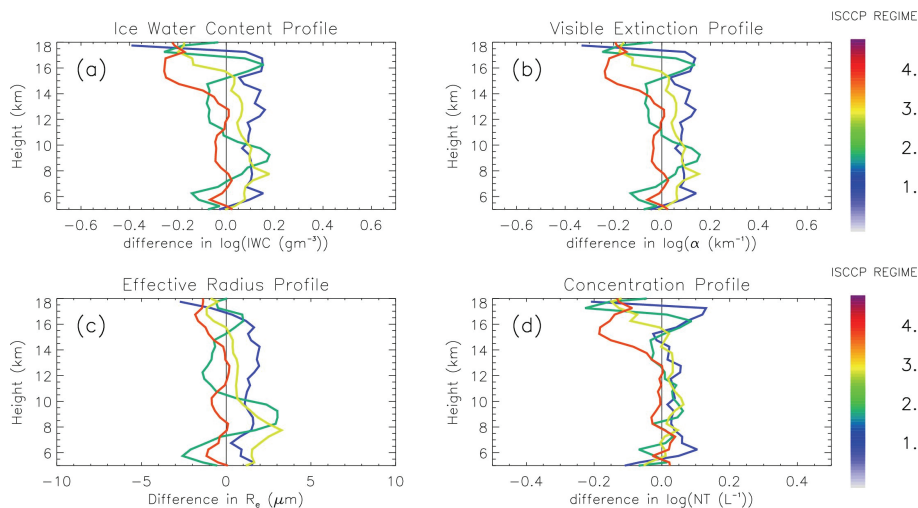 Ice Water Content Profile
Visible Extinction Profile
ISCCP REGIME
(a)
(b)
Height (km)
18
16
14
12
10
8
6
−0.6 −0.4 −0.2 −0.0 0.2 0.4 0.6
difference in log(IWC (gm⁻³))
Height (km)
18
16
14
12
10
8
6
−0.6 −0.4 −0.2 −0.0 0.2 0.4 0.6
difference in log(α (km⁻¹))
4.
3.
2.
1.
Effective Radius Profile
Concentration Profile
ISCCP REGIME
(c)
(d)
Height (km)
18
16
14
12
10
8
6
−10 −5 0 5 10
Difference in Rₑ (μm)
Height (km)
18
16
14
12
10
8
6
−0.4 −0.2 −0.0 0.2 0.4
difference in log(NT (L⁻¹))
4.
3.
2.
1.